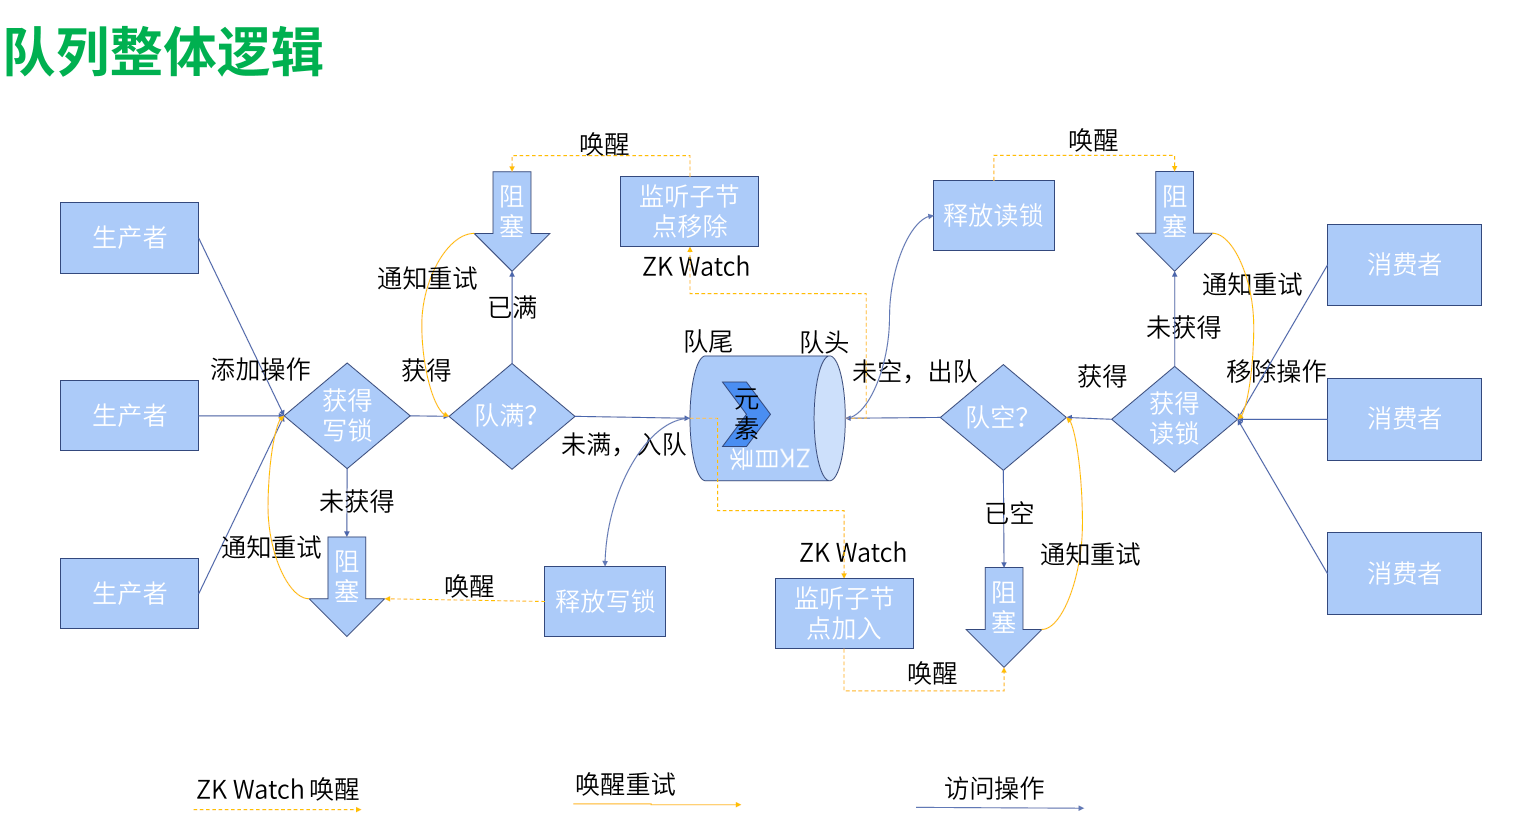 队列整体逻辑
唤醒
唤醒
阻
塞
监听子节
点移除
释放读锁
阻
塞
生产者
消费者
通知重试
ZK Watch
通知重试
已满
未获得
队尾
队头
添加操作
获得
未空，出队
获得
移除操作
生产者
获得
写锁
队满？
元
素
队空？
获得
读锁
消费者
未满，入队
ZK目录
未获得
已空
通知重试
ZK Watch
通知重试
阻
塞
唤醒
生产者
释放写锁
监听子节
点加入
阻
塞
消费者
唤醒
ZK Watch 唤醒
唤醒重试
访问操作